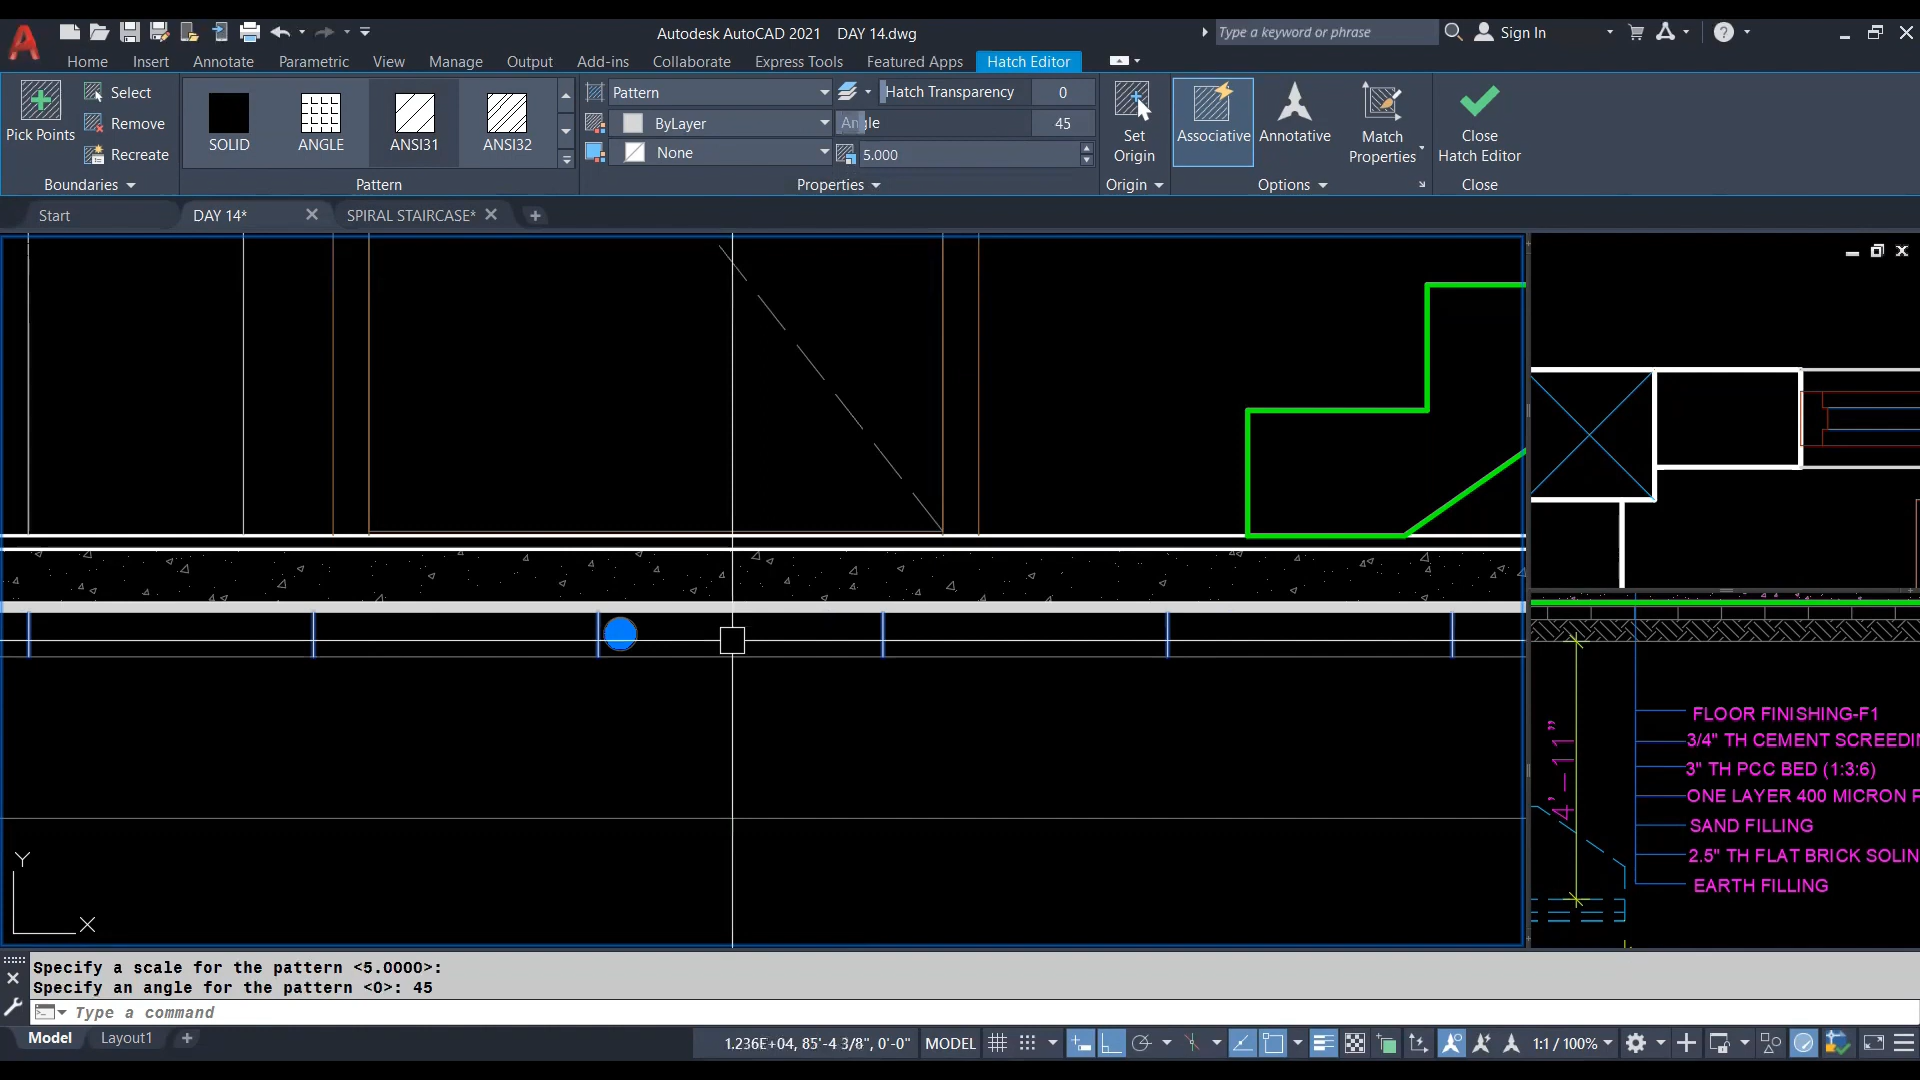 Autodesk AutoCAD 2021 DAY 14.dwg
Type a keyword or phrase
Sign In
Home Insert Annotate Parametric View Manage Output Add-ins Collaborate Express Tools Featured Apps Hatch Editor
Pick Points
Select
Remove
Recreate
Boundaries
SOLID ANGLE ANSI31 ANSI32
Pattern
Pattern
ByLayer
None
Hatch Transparency 0
Angle 45
5.000
Properties
Set
Origin
Origin
Associative
Annotative
Match
Properties
Options
Close
Hatch Editor
Close
Start
DAY 14*
SPIRAL STAIRCASE*
Y
X
4'-11"
FLOOR FINISHING-F1
3/4" TH CEMENT SCREEDIN
3" TH PCC BED (1:3:6)
ONE LAYER 400 MICRON F
SAND FILLING
2.5" TH FLAT BRICK SOLIN
EARTH FILLING
Specify a scale for the pattern <5.0000>:
Specify an angle for the pattern <0>: 45
Type a command
Model Layout1
1.236E+04, 85'-4 3/8", 0'-0" MODEL
1:1 / 100%